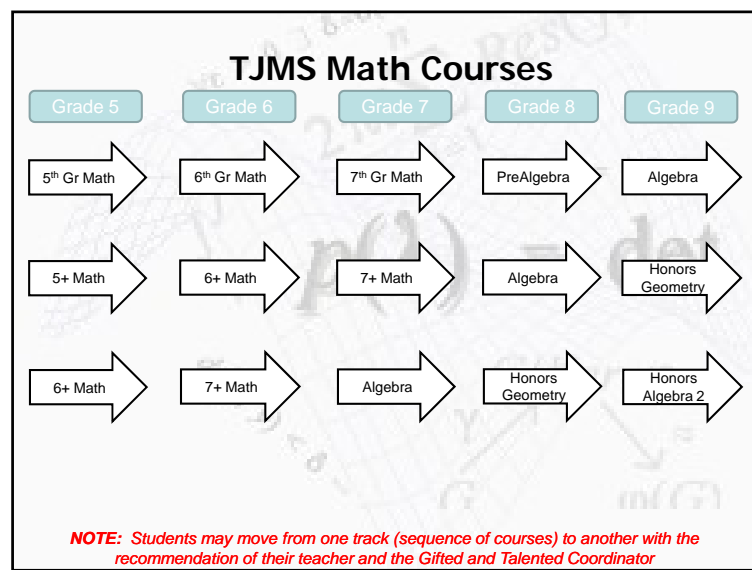 TJMS Math Courses
Grade 5 Grade 6 Grade 7 Grade 8 Grade 9
5th Gr Math 6th Gr Math 7th Gr Math PreAlgebra Algebra
5+ Math 6+ Math 7+ Math Algebra Honors Geometry
6+ Math 7+ Math Algebra Honors Geometry Honors Algebra 2
NOTE: Students may move from one track (sequence of courses) to another with the
recommendation of their teacher and the Gifted and Talented Coordinator